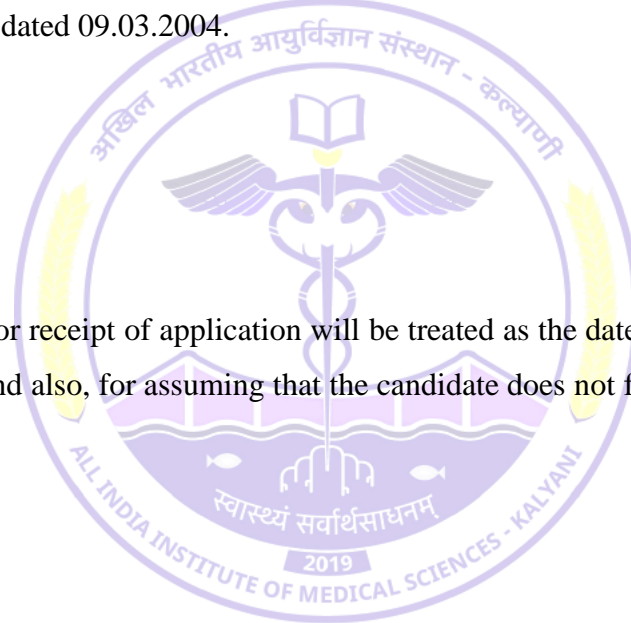 dated 09.03.2004.
अखिल भारतीय आयुर्विज्ञान संस्थान - कल्याणी
or receipt of application will be treated as the date
nd also, for assuming that the candidate does not f
स्वास्थ्यं सर्वार्थसाधनम्
2019
ALL INDIA INSTITUTE OF MEDICAL SCIENCES - KALYANI